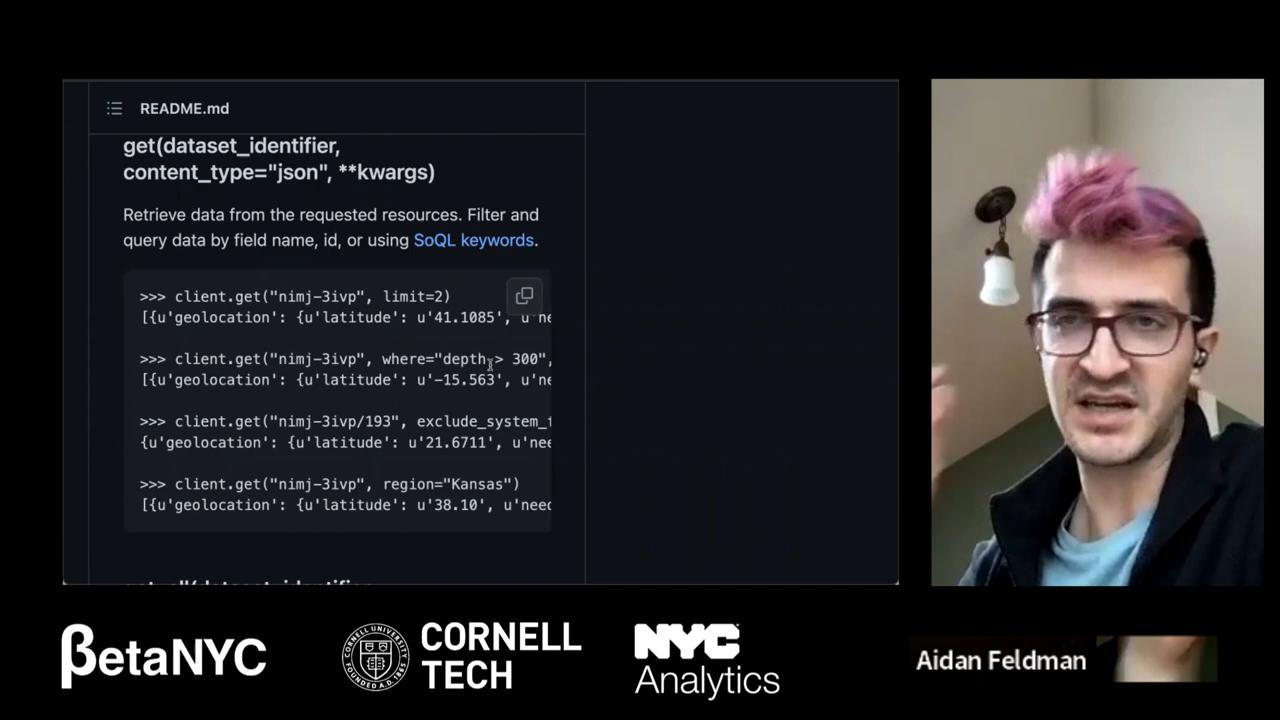 README.md
get(dataset_identifier,
content_type="json", **kwargs)
Retrieve data from the requested resources. Filter and
query data by field name, id, or using SoQL keywords.
>>> client.get("nimj-3ivp", limit=2)
[{u'geolocation': {u'latitude': u'41.1085', u'ne
>>> client.get("nimj-3ivp", where="depth > 300",
[{u'geolocation': {u'latitude': u'-15.563', u'ne
>>> client.get("nimj-3ivp/193", exclude_system_f
{u'geolocation': {u'latitude': u'21.6711', u'nee
>>> client.get("nimj-3ivp", region="Kansas")
[{u'geolocation': {u'latitude': u'38.10', u'need
βetaNYC
CORNELL
TECH
NYC
Analytics
Aidan Feldman